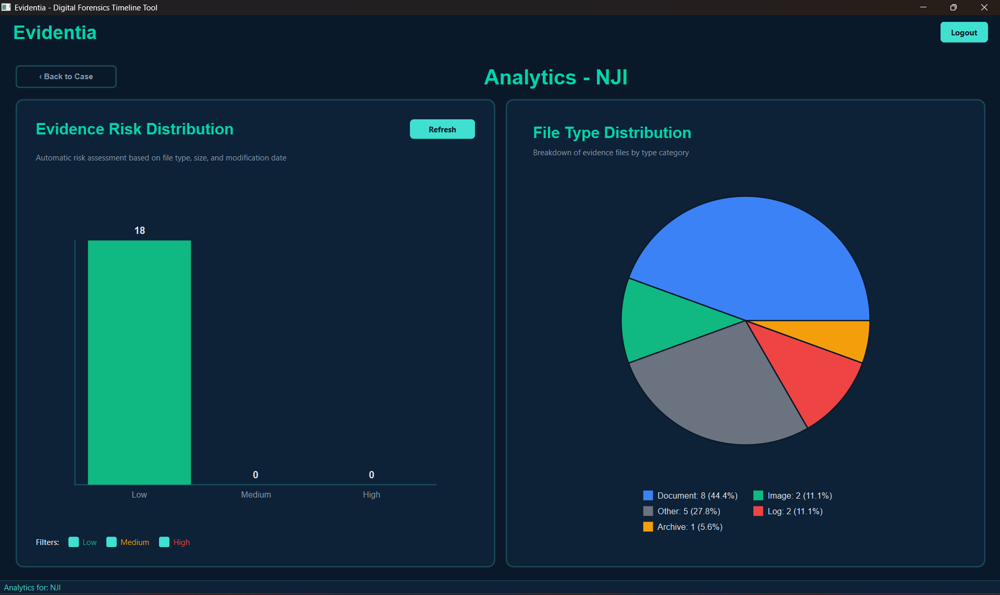 Evidentia - Digital Forensics Timeline Tool
Evidentia
Logout
‹ Back to Case
Analytics - NJI
Evidence Risk Distribution
Refresh
Automatic risk assessment based on file type, size, and modification date
18
0
0
Low
Medium
High
Filters:
Low
Medium
High
File Type Distribution
Breakdown of evidence files by type category
Document: 8 (44.4%)
Image: 2 (11.1%)
Other: 5 (27.8%)
Log: 2 (11.1%)
Archive: 1 (5.6%)
Analytics for: NJI